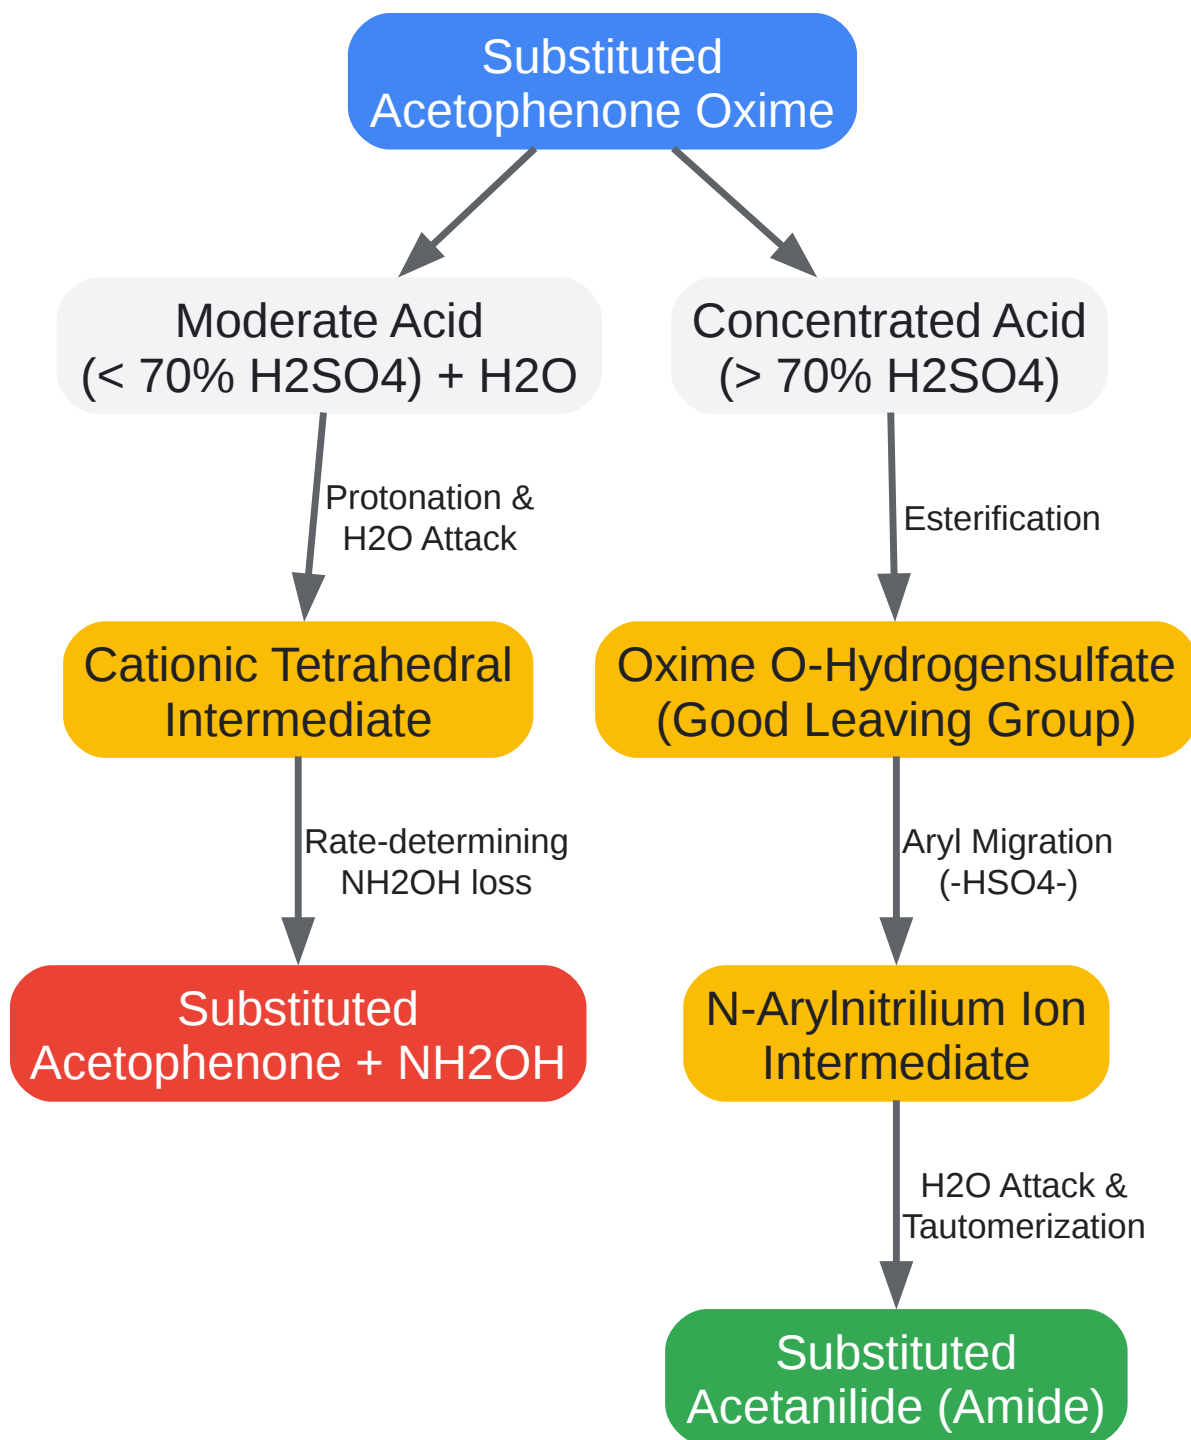 Substituted
Acetophenone Oxime
Moderate Acid
(< 70% H2SO4) + H2O
Concentrated Acid
(> 70% H2SO4)
Protonation &
H2O Attack
Esterification
Cationic Tetrahedral
Intermediate
Oxime O-Hydrogensulfate
(Good Leaving Group)
Rate-determining
NH2OH loss
Aryl Migration
(-HSO4-)
Substituted
Acetophenone + NH2OH
N-Arylnitrilium Ion
Intermediate
H2O Attack &
Tautomerization
Substituted
Acetanilide (Amide)